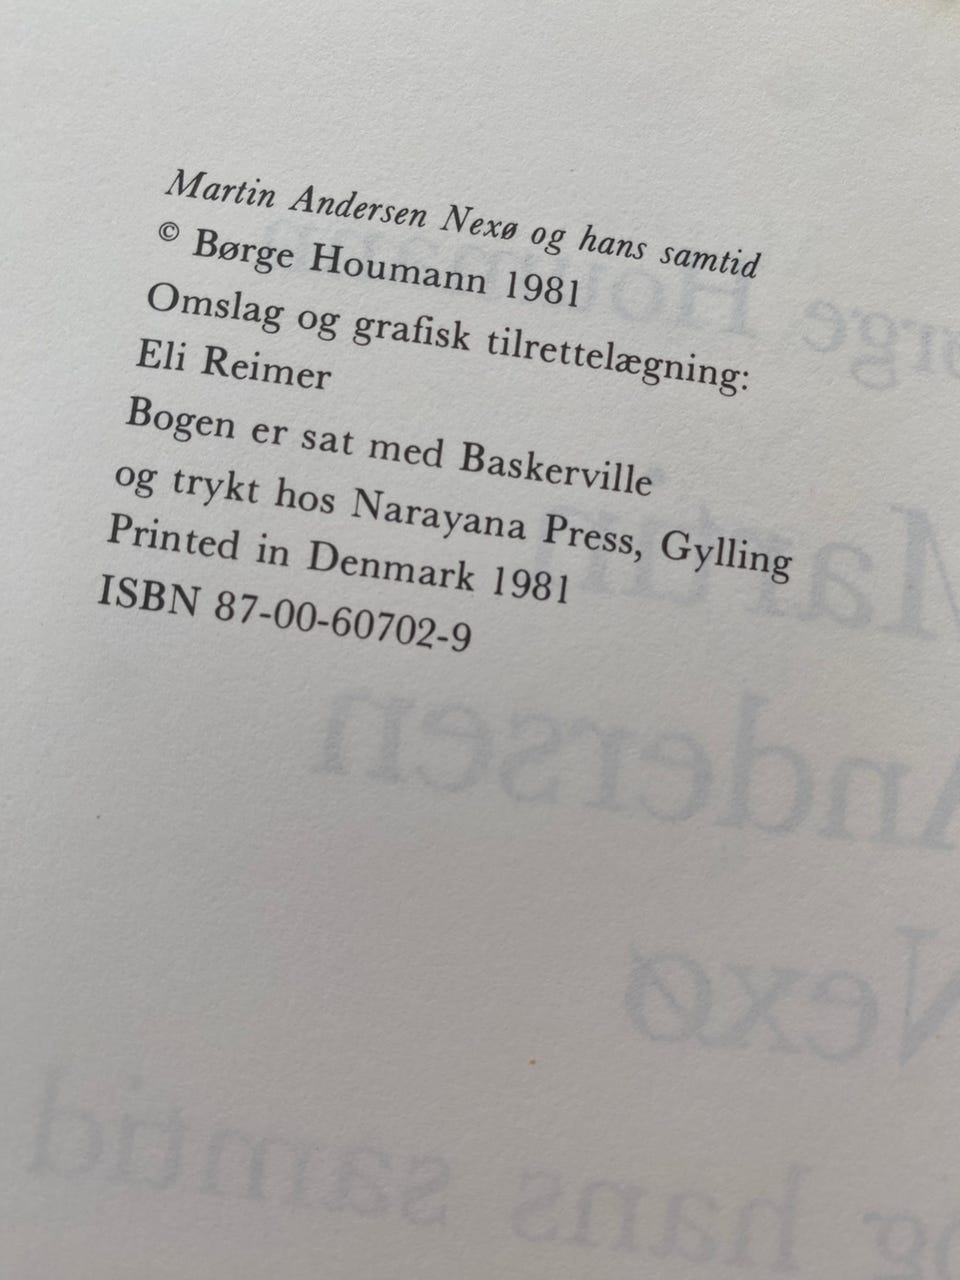 Martin Andersen Nexø og hans samtid
© Børge Houmann 1981
Omslag og grafisk tilrettelægning:
Eli Reimer
Bogen er sat med Baskerville
og trykt hos Narayana Press, Gylling
Printed in Denmark 1981
ISBN 87-00-60702-9